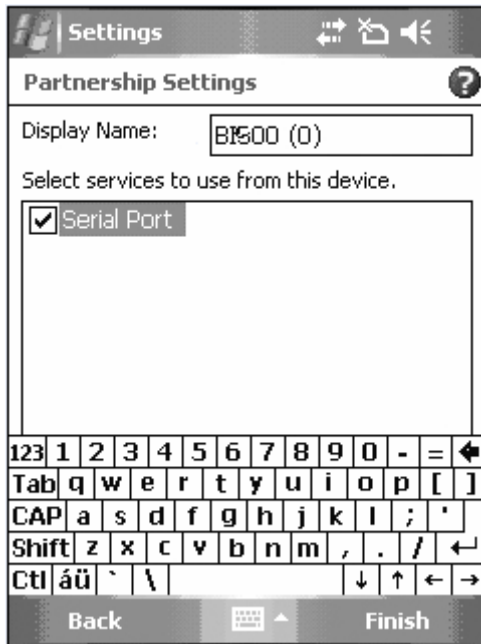 Settings
Partnership Settings
Display Name:
Select services to use from this device.
Serial Port
123 1 2 3 4 5 6 7 8 9 0 - =
Tab q w e r t y u i o p [ ]
CAP a s d f g h j k l ; '
Shift z x c v b n m , . /
Ctl áü ` \
Back Finish